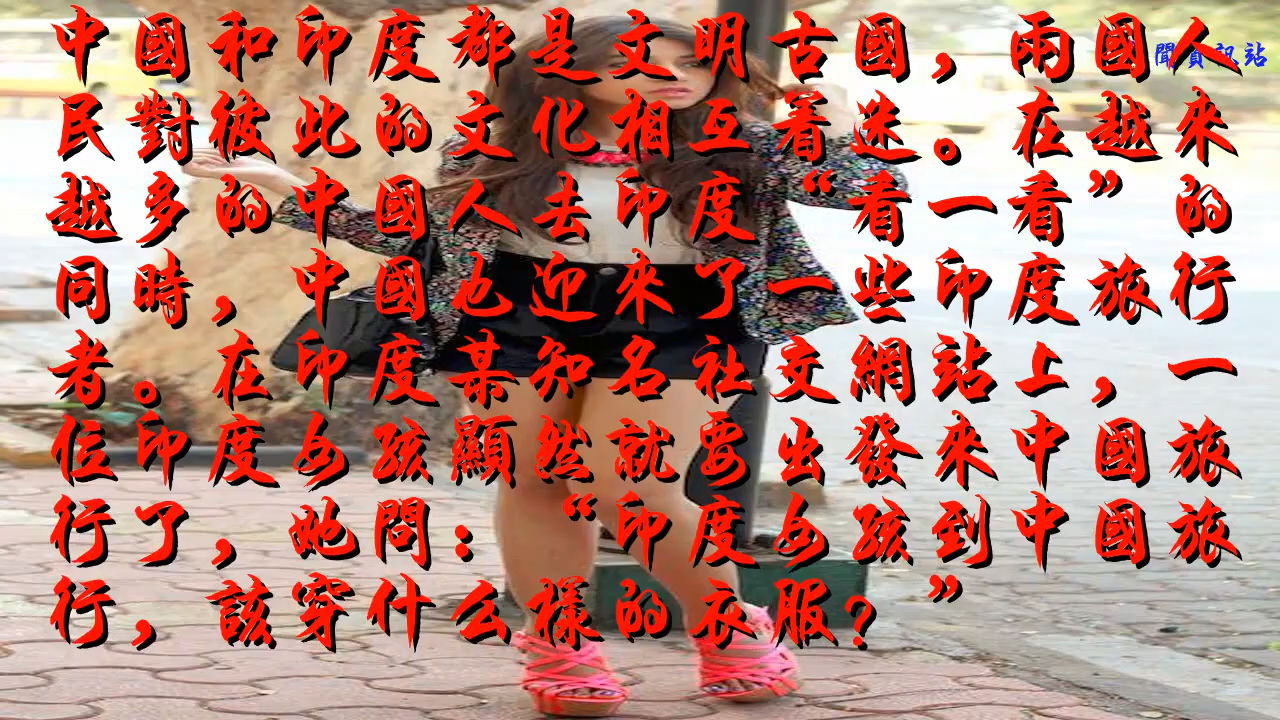 中國和印度都是文明古國，兩國人
民對彼此的文化相互着迷。在越來
越多的中國人去印度“看一看”的
同時，中國也迎來了一些印度旅行
者。在印度某知名社交網站上，一
位印度女孩顯然就要出發來中國旅
行了，她問：“印度女孩到中國旅
行，該穿什么樣的衣服？”